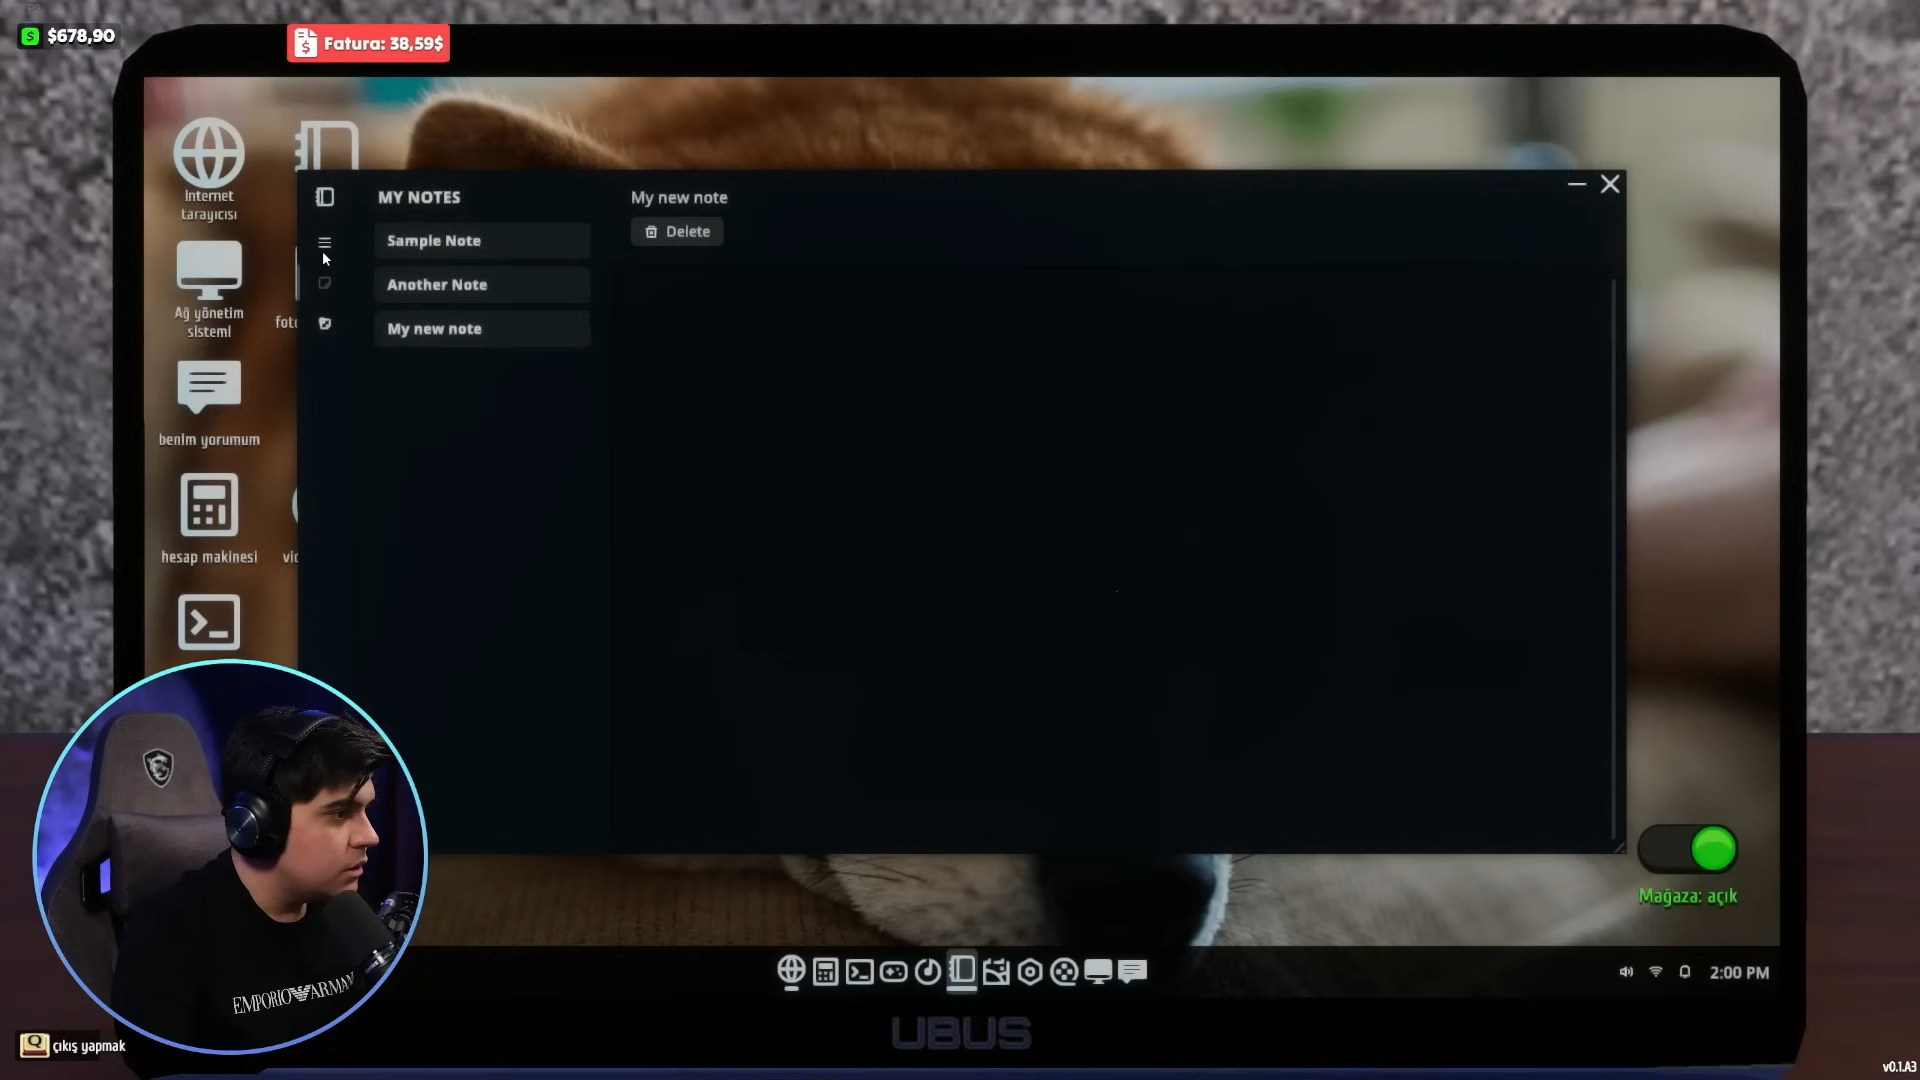 $678,90
Fatura: 38,59$
Internet
tarayıcısı
MY NOTES
My new note
Delete
Sample Note
Another Note
My new note
Ağ yönetim
sistemi
benim yorumum
hesap makinesi
EMPORIO ARMANI
Mağaza: açık
2:00 PM
UBUS
Q
çıkış yapmak
v0.1.A3